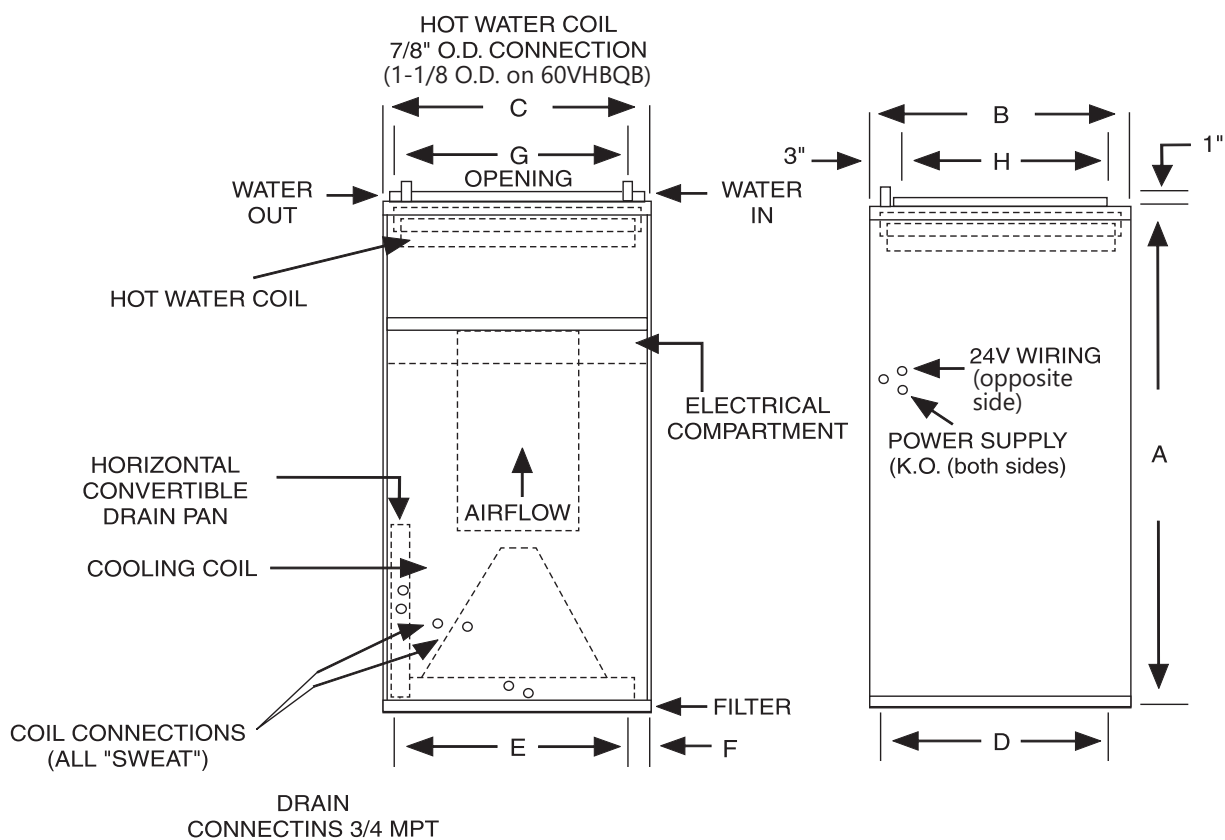 HOT WATER COIL
7/8" O.D. CONNECTION
(1-1/8 O.D. on 60VHBQB)
C
G
OPENING
WATER
OUT
WATER
IN
HOT WATER COIL
ELECTRICAL
COMPARTMENT
HORIZONTAL
CONVERTIBLE
DRAIN PAN
AIRFLOW
COOLING COIL
COIL CONNECTIONS
(ALL "SWEAT")
FILTER
E
F
DRAIN
CONNECTINS 3/4 MPT
B
3"
H
1"
24V WIRING
(opposite
side)
POWER SUPPLY
(K.O. (both sides)
A
D